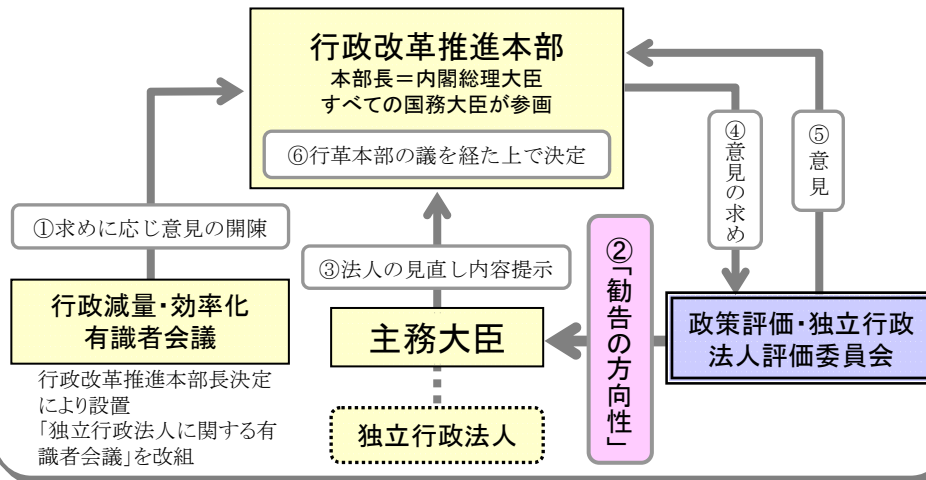 行政改革推進本部
本部長＝内閣総理大臣
すべての国務大臣が参画
⑥行革本部の議を経た上で決定
①求めに応じ意見の開陳
③法人の見直し内容提示
②「勧告の方向性」
④意見の求め
⑤意見
行政減量・効率化
有識者会議
行政改革推進本部長決定
により設置
「独立行政法人に関する有
識者会議」を改組
主務大臣
独立行政法人
政策評価・独立行政
法人評価委員会